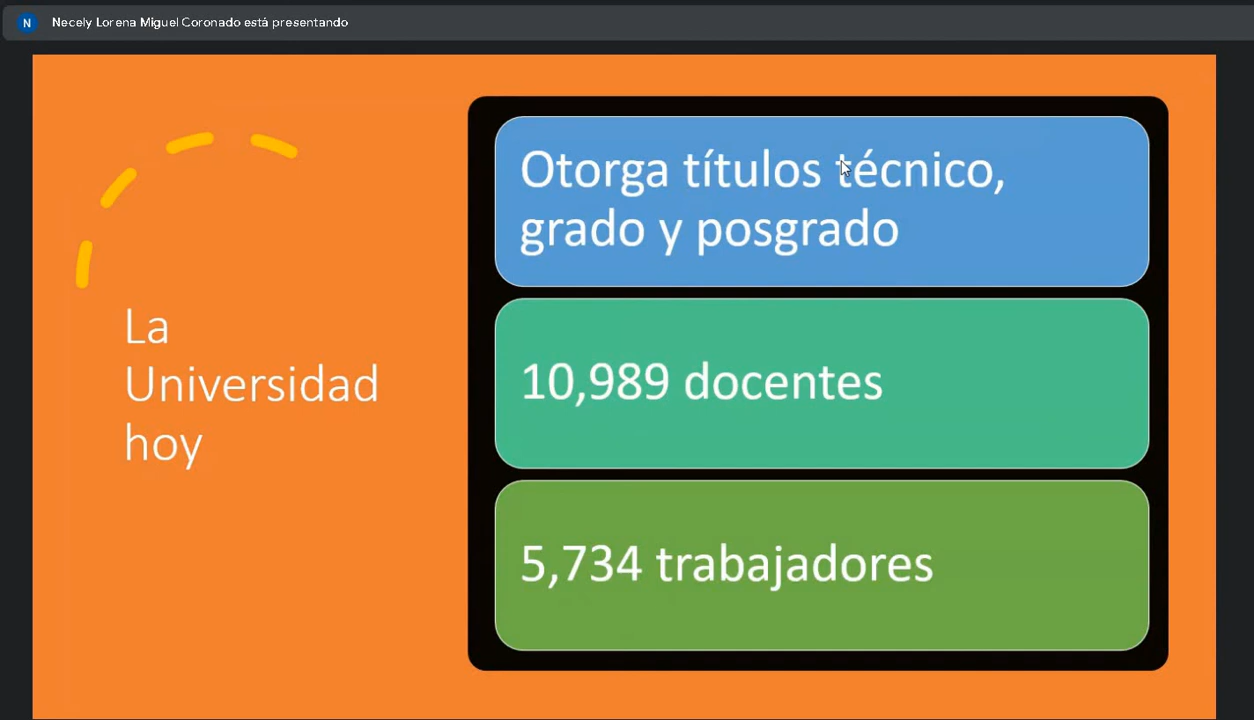 N
Necely Lorena Miguel Coronado está presentando
La
Universidad
hoy
Otorga títulos técnico,
grado y posgrado
10,989 docentes
5,734 trabajadores